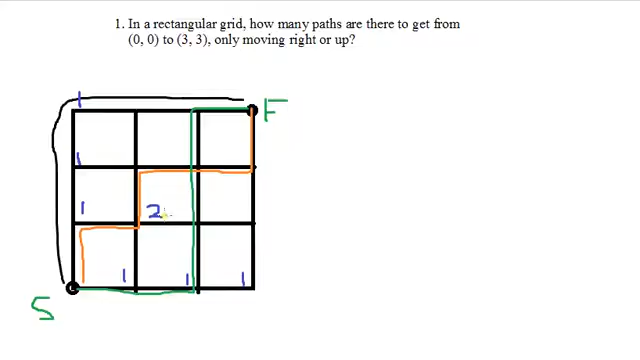 1. In a rectangular grid, how many paths are there to get from
(0, 0) to (3, 3), only moving right or up?
1
F
1
1
2
1
1
1
S